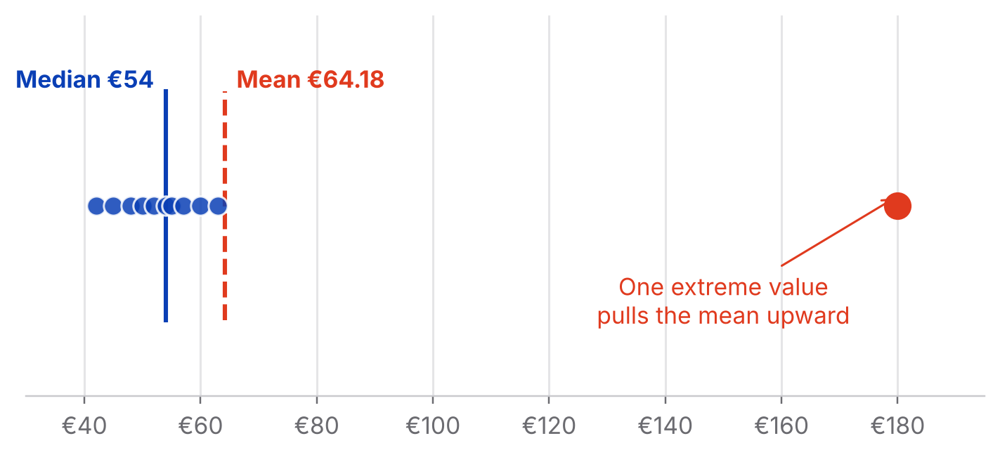 Median €54
Mean €64.18
One extreme value
pulls the mean upward
€40
€60
€80
€100
€120
€140
€160
€180